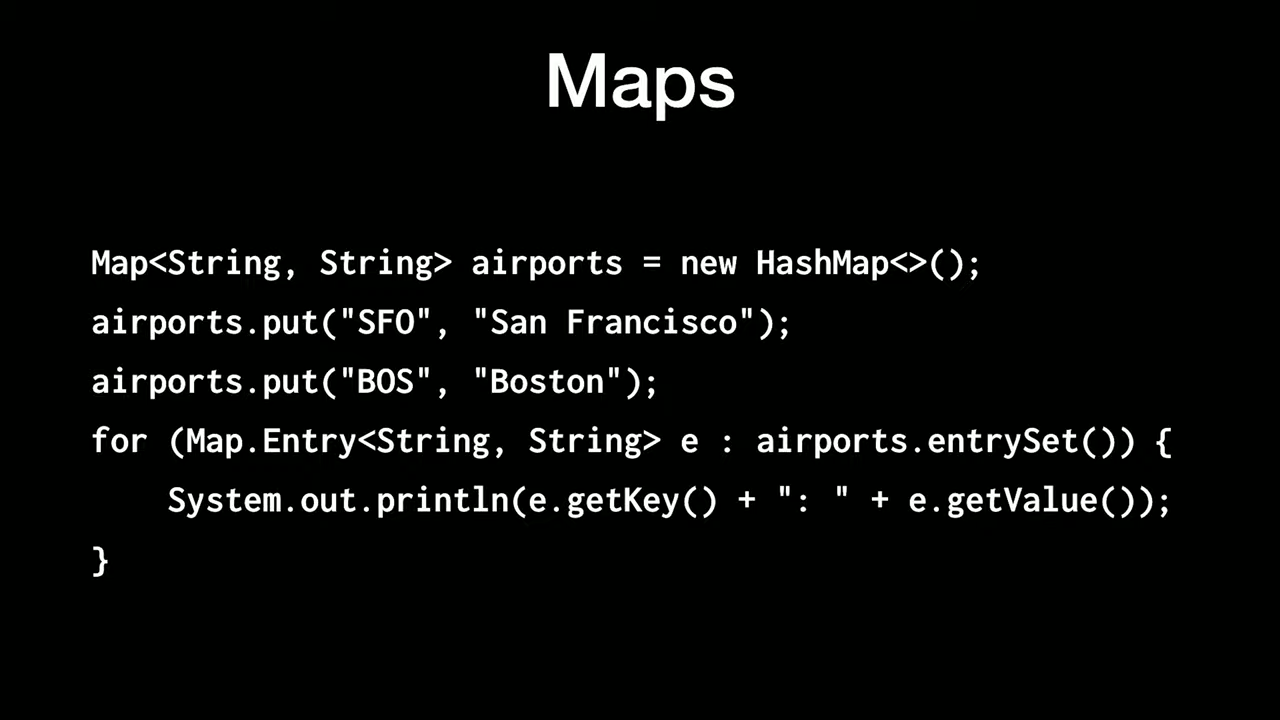 Maps
Map<String, String> airports = new HashMap<>();
airports.put("SFO", "San Francisco");
airports.put("BOS", "Boston");
for (Map.Entry<String, String> e : airports.entrySet()) {
    System.out.println(e.getKey() + ": " + e.getValue());
}